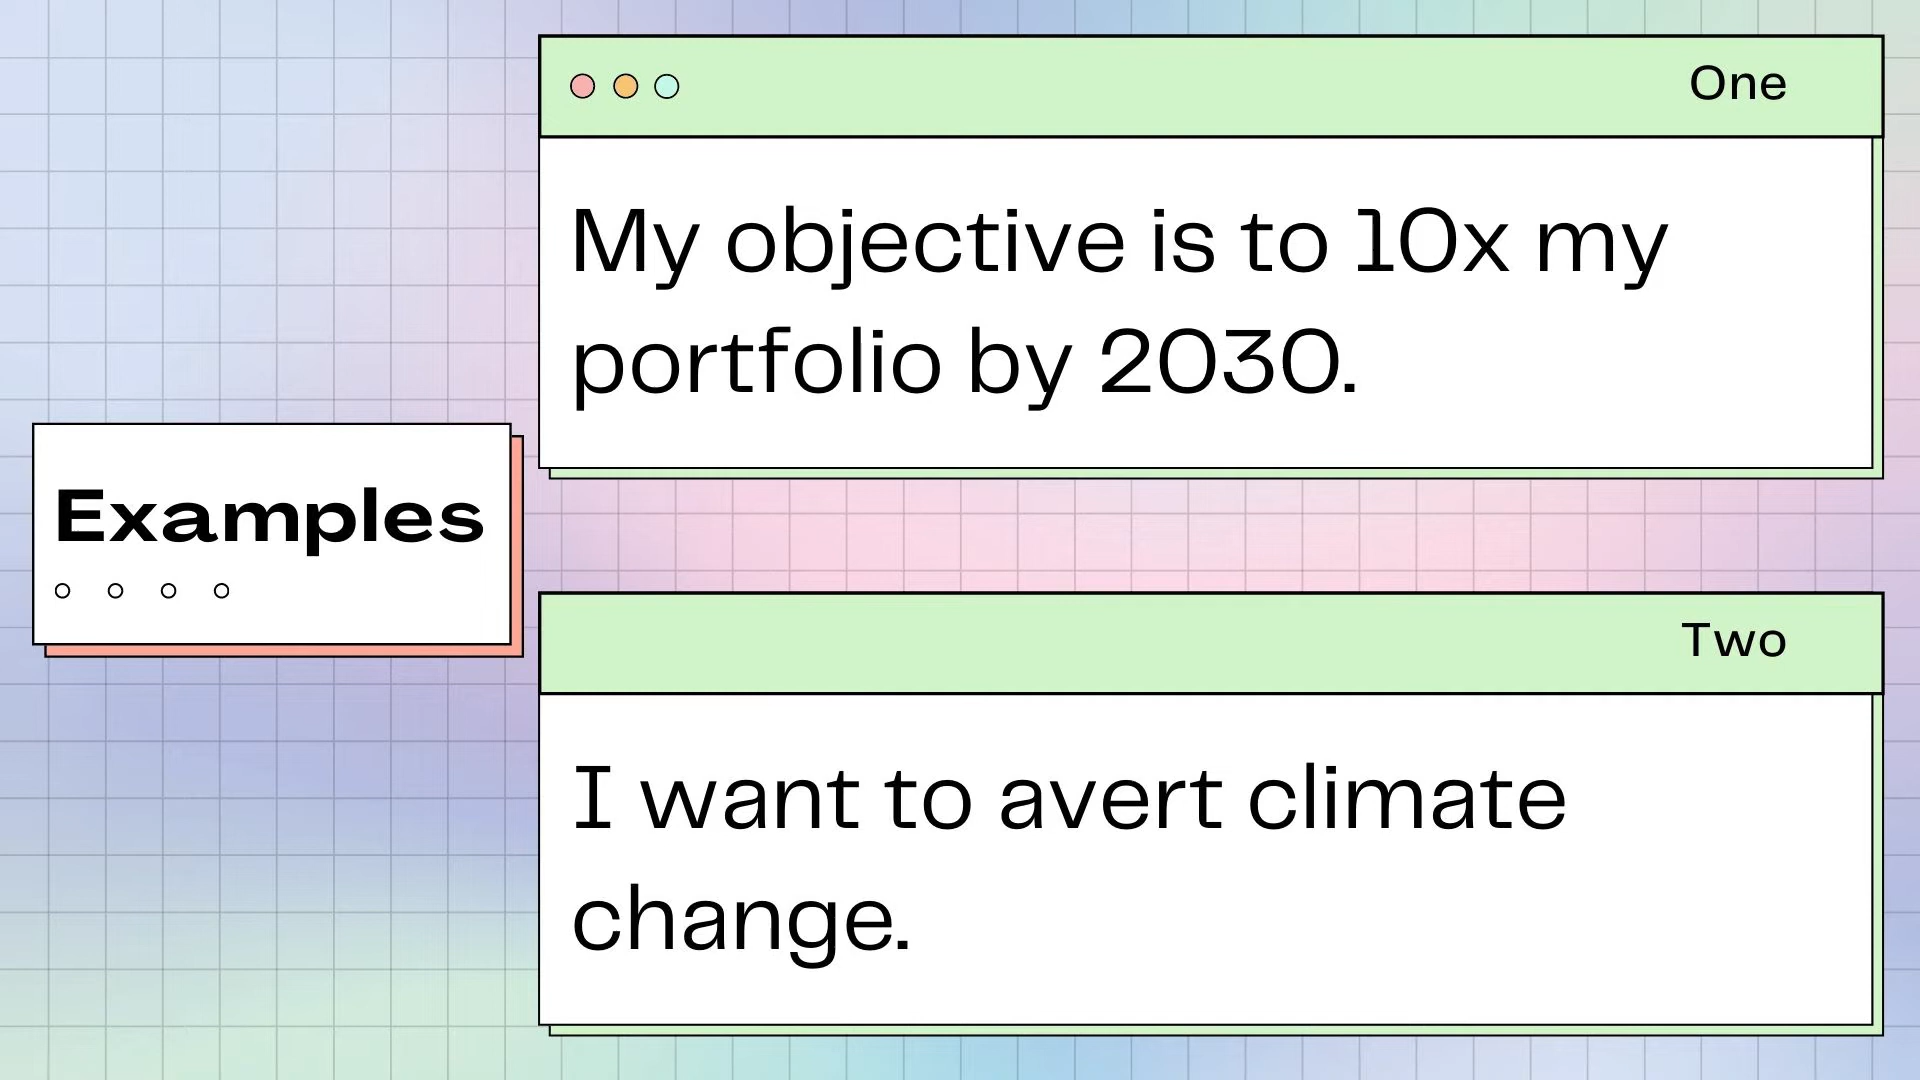 One
My objective is to 10x my
portfolio by 2030.
Examples
Two
I want to avert climate
change.